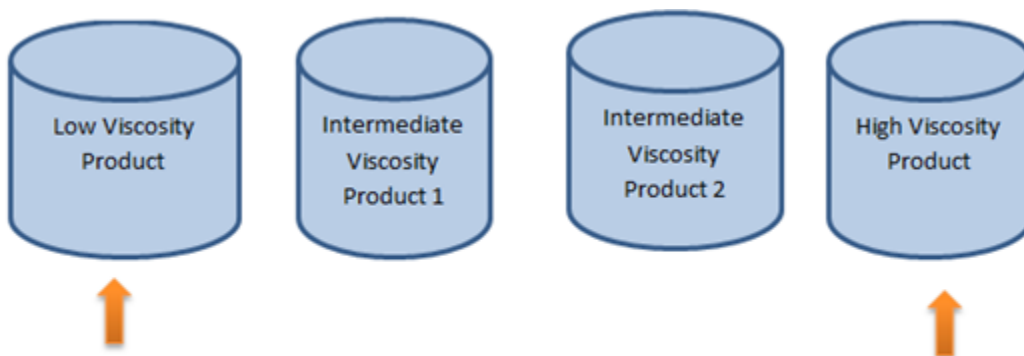 Low Viscosity
Product
Intermediate
Viscosity
Product 1
Intermediate
Viscosity
Product 2
High Viscosity
Product